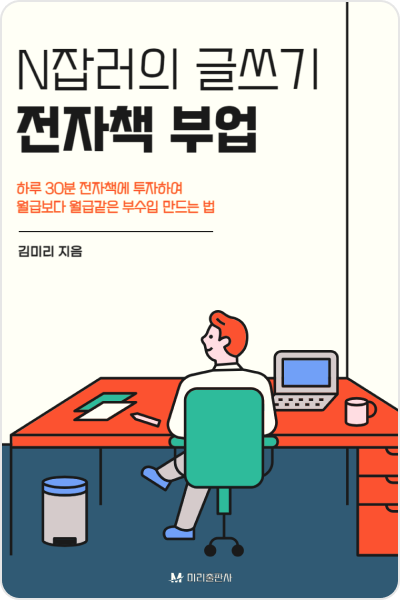 N잡러의 글쓰기
전자책 부업
하루 30분 전자책에 투자하여
월급보다 월급같은 부수입 만드는 법
김미리 지음
미리출판사